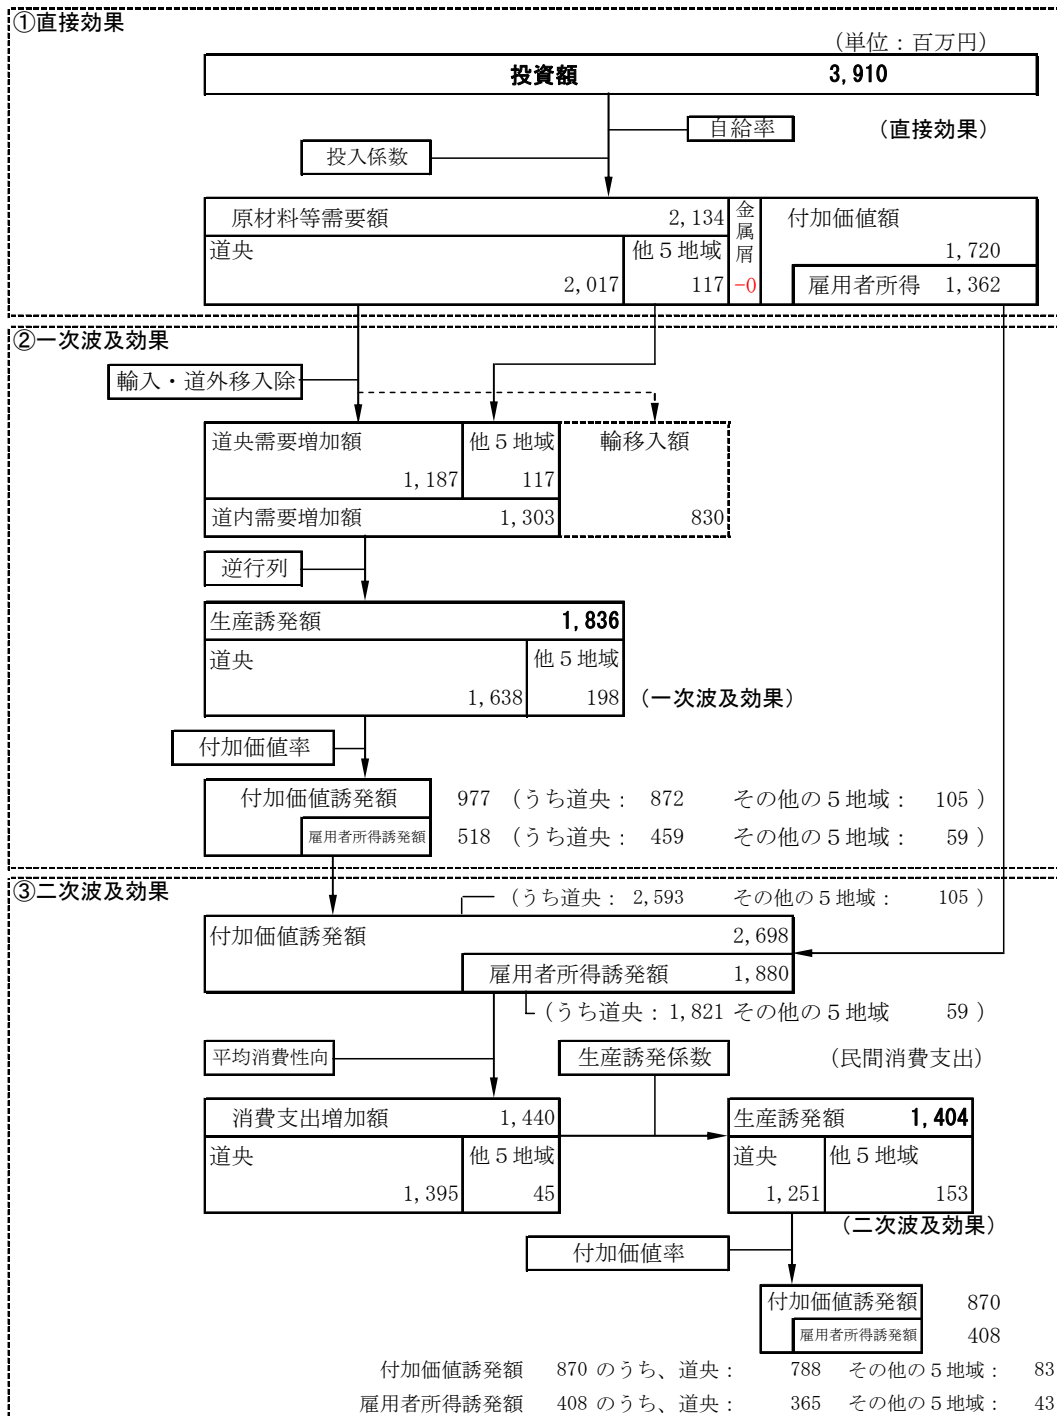 ①直接効果
(単位：百万円)
投資額 3,910
自給率 (直接効果)
投入係数
原材料等需要額 2,134 金属屑 付加価値額
道央 他５地域 1,720
2,017 117 -0 雇用者所得 1,362
②一次波及効果
輸入・道外移入除
道央需要増加額 他５地域 輸移入額
1,187 117
道内需要増加額 1,303 830
逆行列
生産誘発額 1,836
道央 他５地域
1,638 198 (一次波及効果)
付加価値率
付加価値誘発額 977 (うち道央： 872 その他の５地域： 105 )
雇用者所得誘発額 518 (うち道央： 459 その他の５地域： 59 )
③二次波及効果
(うち道央： 2,593 その他の５地域： 105 )
付加価値誘発額 2,698
雇用者所得誘発額 1,880
(うち道央：1,821 その他の５地域 59 )
平均消費性向 生産誘発係数 (民間消費支出)
消費支出増加額 1,440 生産誘発額 1,404
道央 他５地域 道央 他５地域
1,395 45 1,251 153
(二次波及効果)
付加価値率
付加価値誘発額 870
雇用者所得誘発額 408
付加価値誘発額 870 のうち、道央： 788 その他の５地域： 83
雇用者所得誘発額 408 のうち、道央： 365 その他の５地域： 43